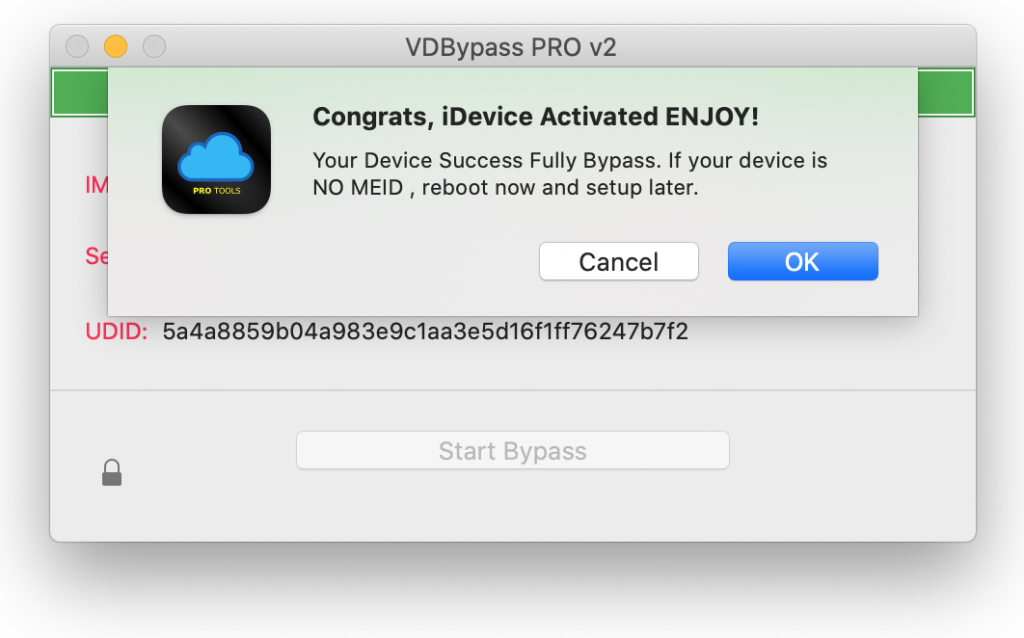 VDBypass PRO v2
Congrats, iDevice Activated ENJOY!
Your Device Success Fully Bypass. If your device is
NO MEID , reboot now and setup later.
PRO TOOLS
Cancel OK
IM
Se
UDID: 5a4a8859b04a983e9c1aa3e5d16f1ff76247b7f2
Start Bypass